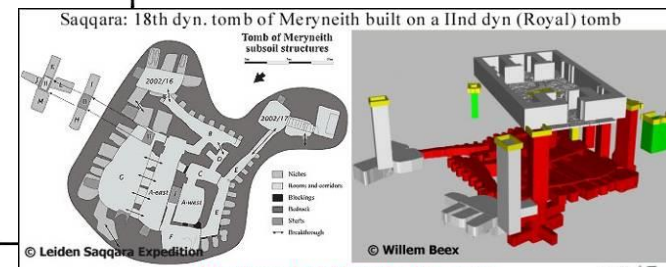 Saqqara: 18th dyn. tomb of Meryneith built on a IInd dyn (Royal) tomb
Tomb of Meryneith
subsoil structures
2002/16
2002/17
K
L
M
I
H
G
B
D
C
E
E
F
A-east
A-west
Niches
Rooms and corridors
Blockings
Bedrock
Shafts
Breakthrough
© Leiden Saqqara Expedition
© Willem Beex